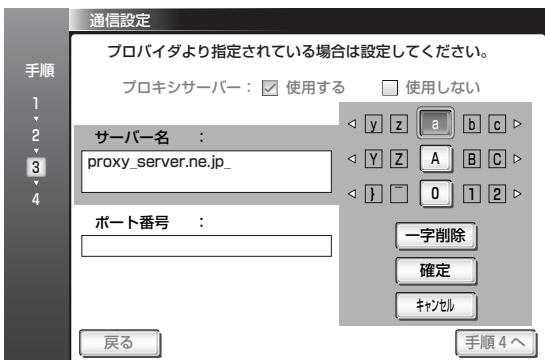 通信設定
プロバイダより指定されている場合は設定してください。
手順
1
2
3
4
プロキシサーバー： 使用する 使用しない
サーバー名 ：
proxy_server.ne.jp_
ポート番号 ：
y z a b c
Y Z A B C
} ￣ 0 1 2
一字削除
確定
ｷｬﾝｾﾙ
戻る
手順4へ